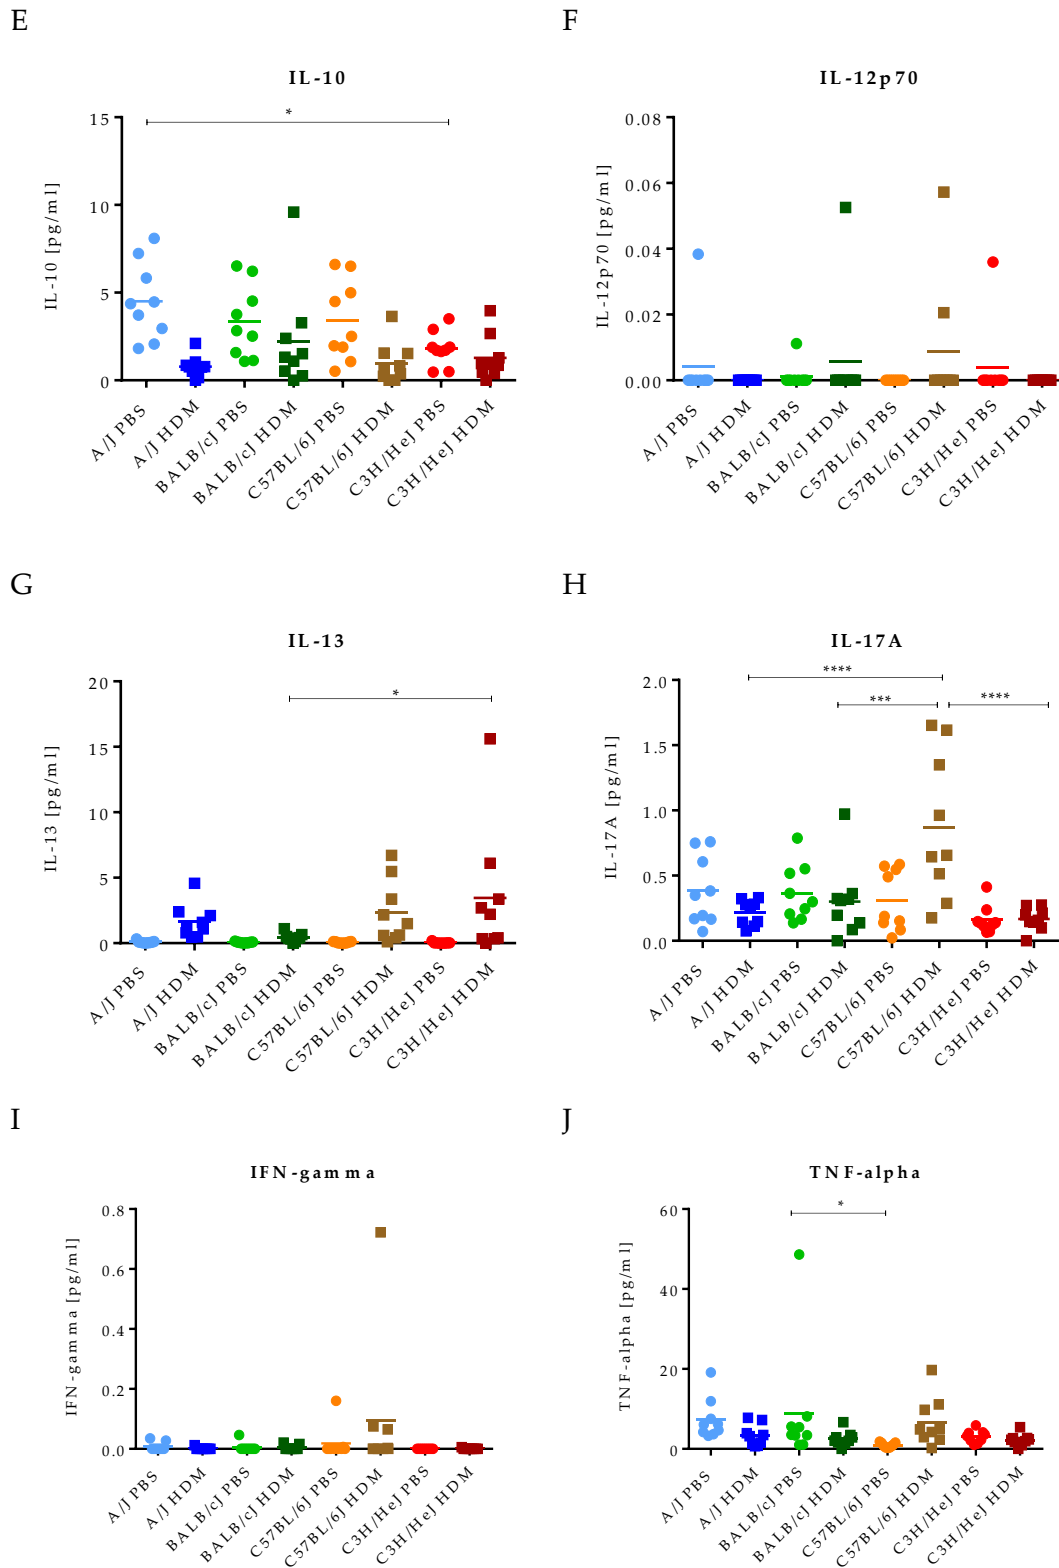 E
IL-10
*
15
10
5
0
IL-10 [pg/ml]
A/J PBS
A/J HDM
BALB/cJ PBS
BALB/cJ HDM
C57BL/6J PBS
C57BL/6J HDM
C3H/HeJ PBS
C3H/HeJ HDM
F
IL-12p70
0.08
0.06
0.04
0.02
0.00
IL-12p70 [pg/ml]
A/J PBS
A/J HDM
BALB/cJ PBS
BALB/cJ HDM
C57BL/6J PBS
C57BL/6J HDM
C3H/HeJ PBS
C3H/HeJ HDM
G
IL-13
*
20
15
10
5
0
IL-13 [pg/ml]
A/J PBS
A/J HDM
BALB/cJ PBS
BALB/cJ HDM
C57BL/6J PBS
C57BL/6J HDM
C3H/HeJ PBS
C3H/HeJ HDM
H
IL-17A
****
***
****
2.0
1.5
1.0
0.5
0.0
IL-17A [pg/ml]
A/J PBS
A/J HDM
BALB/cJ PBS
BALB/cJ HDM
C57BL/6J PBS
C57BL/6J HDM
C3H/HeJ PBS
C3H/HeJ HDM
I
IFN-gamma
0.8
0.6
0.4
0.2
0.0
IFN-gamma [pg/ml]
A/J PBS
A/J HDM
BALB/cJ PBS
BALB/cJ HDM
C57BL/6J PBS
C57BL/6J HDM
C3H/HeJ PBS
C3H/HeJ HDM
J
TNF-alpha
*
60
40
20
0
TNF-alpha [pg/ml]
A/J PBS
A/J HDM
BALB/cJ PBS
BALB/cJ HDM
C57BL/6J PBS
C57BL/6J HDM
C3H/HeJ PBS
C3H/HeJ HDM